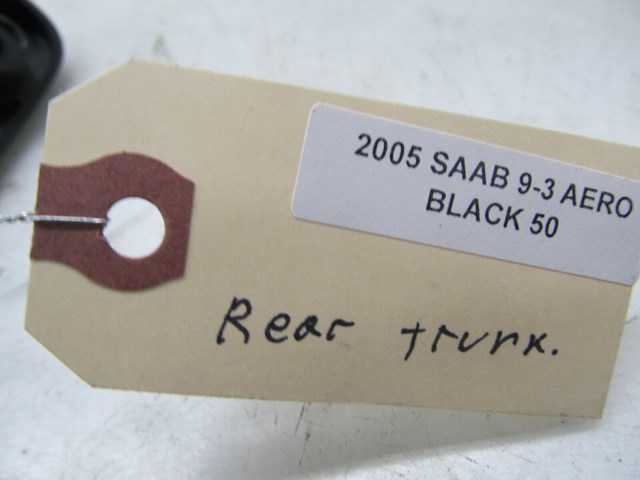 2005 SAAB 9-3 AERO
BLACK 50
Rear trunk.